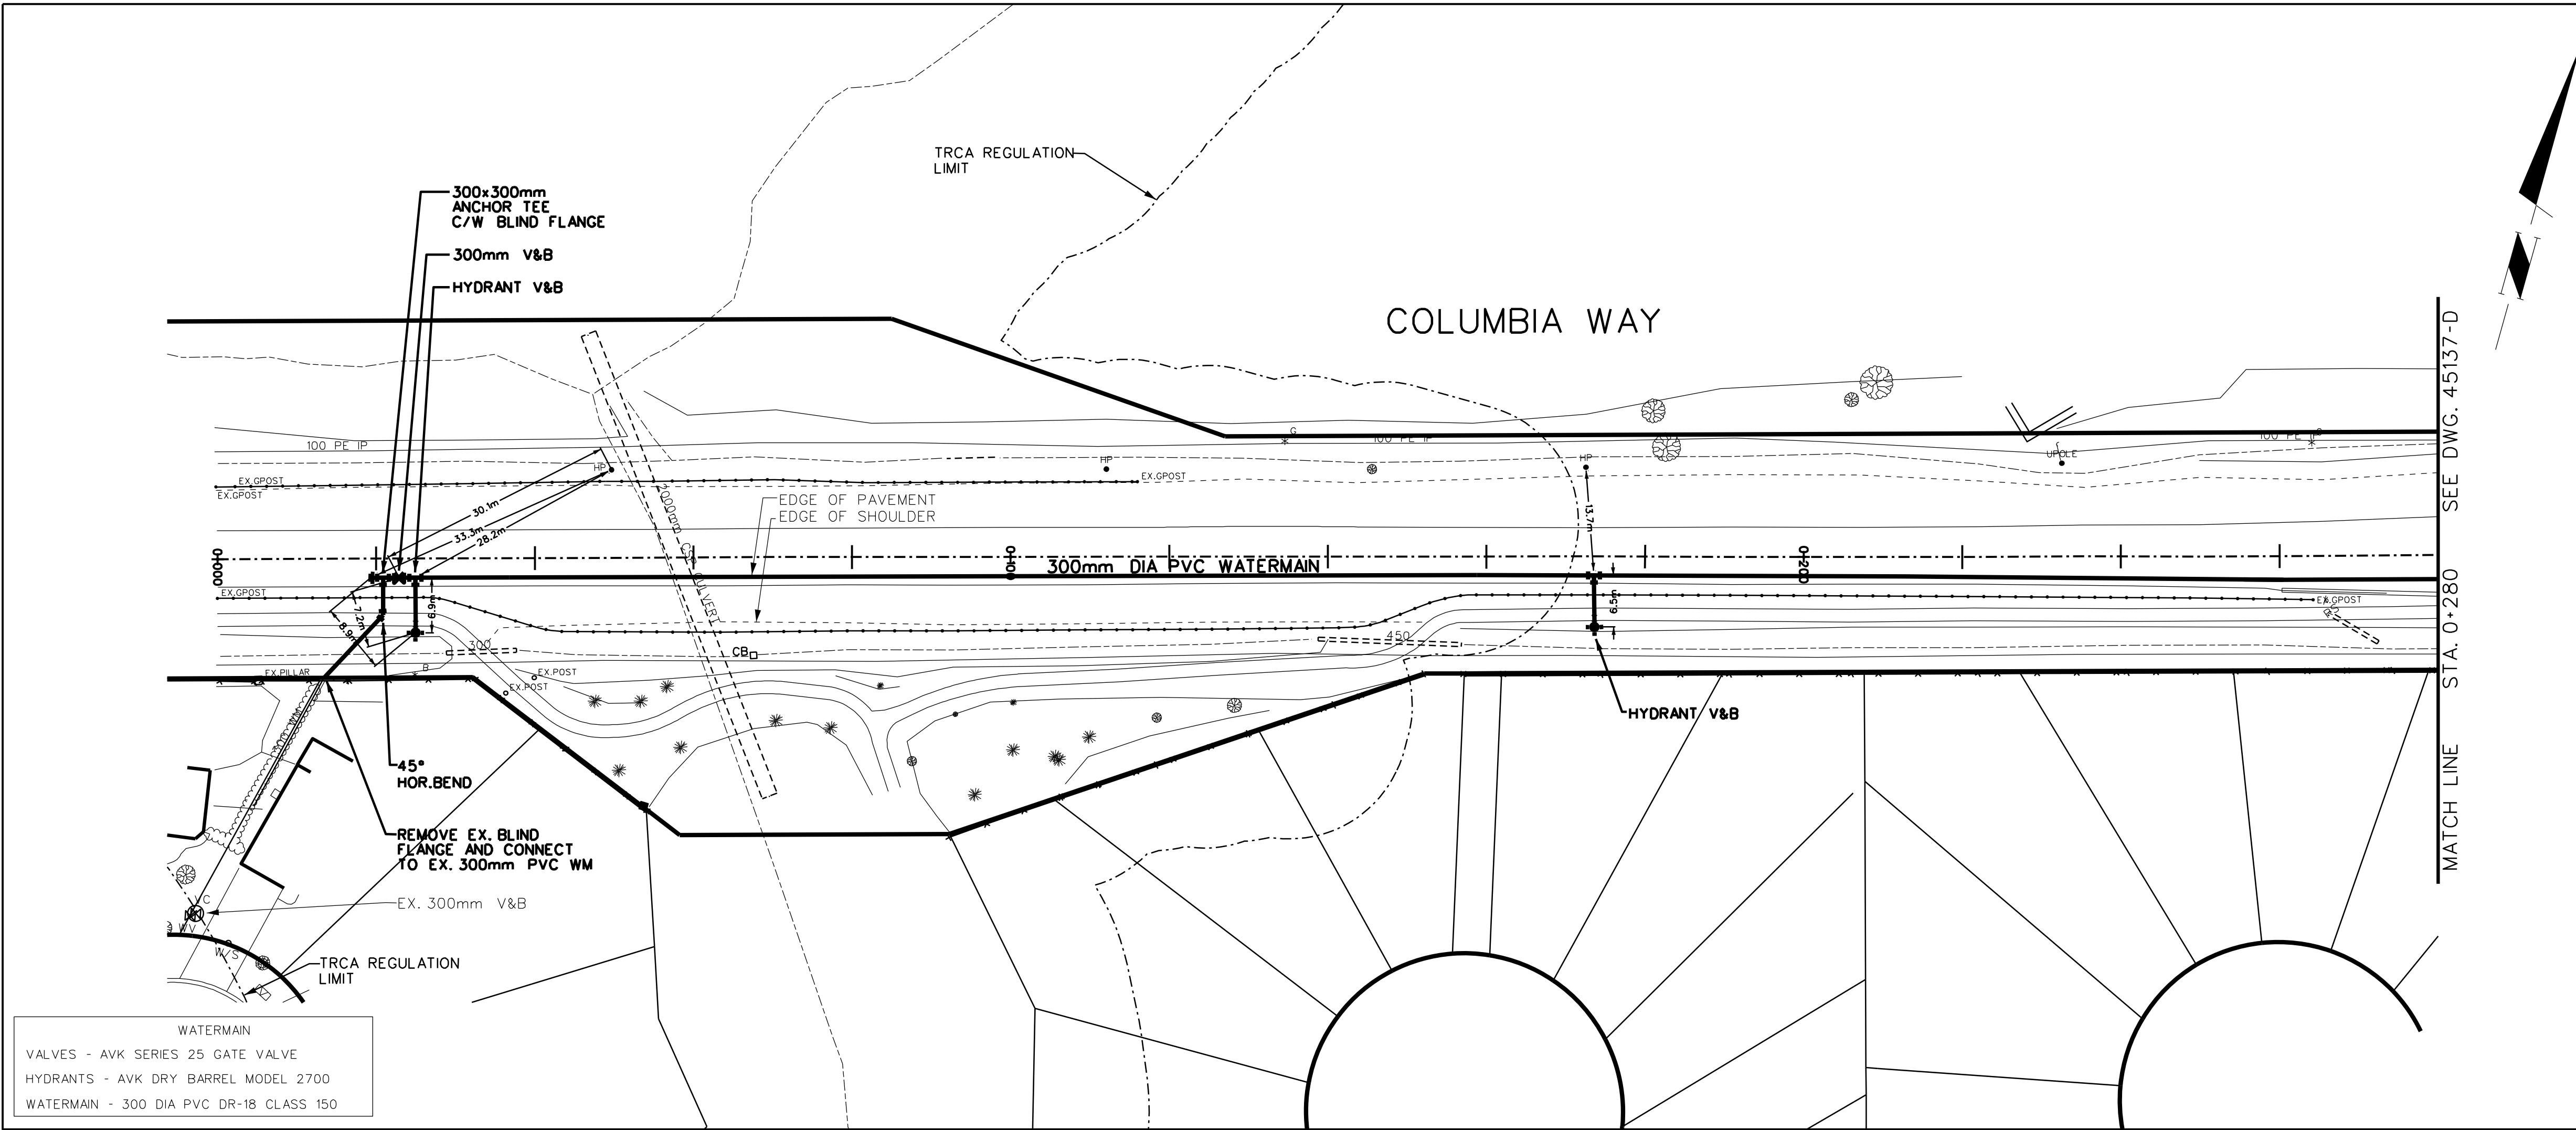 TRCA REGULATION
LIMIT
300x300mm
ANCHOR TEE
C/W BLIND FLANGE
300mm V&B
HYDRANT V&B
COLUMBIA WAY
SEE DWG. 45137-D
STA. 0+280
MATCH LINE
100 PE IP
G
100 PE IP
100 PE IP
HP
HP
HP
UPOLE
EX.GPOST
EX.GPOST
EX.GPOST
30.1m
33.3m
28.2m
13.7m
EDGE OF PAVEMENT
EDGE OF SHOULDER
CSP CULVERT
0+000
0+100
0+200
300mm DIA PVC WATERMAIN
EX.GPOST
EX.GPOST
7.2m
8.9m
6.9m
6.5m
300
450
CB
B
EX.PILLAR
EX.POST
EX.POST
HYDRANT V&B
WM
45°
HOR.BEND
REMOVE EX. BLIND
FLANGE AND CONNECT
TO EX. 300mm PVC WM
EX. 300mm V&B
VC
WV
W/S
TRCA REGULATION
LIMIT
WATERMAIN
VALVES - AVK SERIES 25 GATE VALVE
HYDRANTS - AVK DRY BARREL MODEL 2700
WATERMAIN - 300 DIA PVC DR-18 CLASS 150